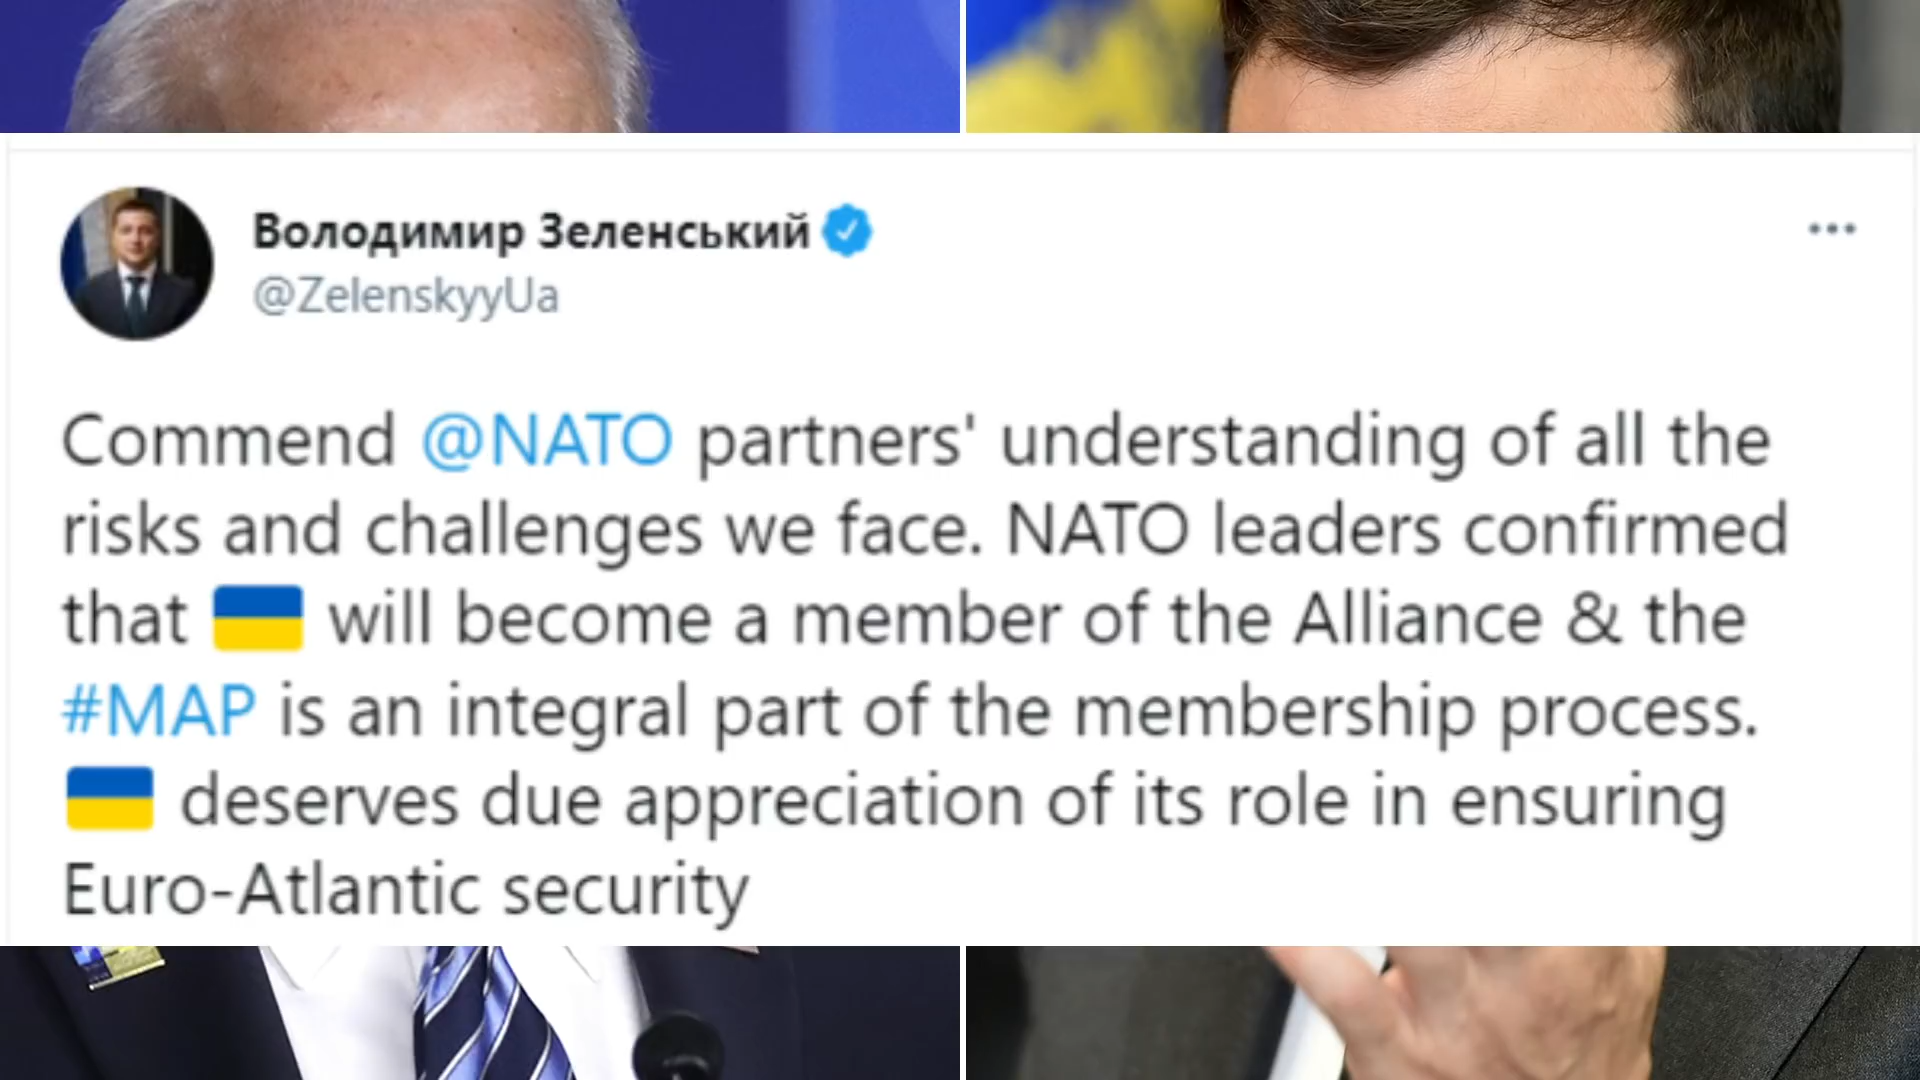 Володимир Зеленський
@ZelenskyyUa
Commend @NATO partners' understanding of all the
risks and challenges we face. NATO leaders confirmed
that 🇺🇦 will become a member of the Alliance & the
#MAP is an integral part of the membership process.
🇺🇦 deserves due appreciation of its role in ensuring
Euro-Atlantic security